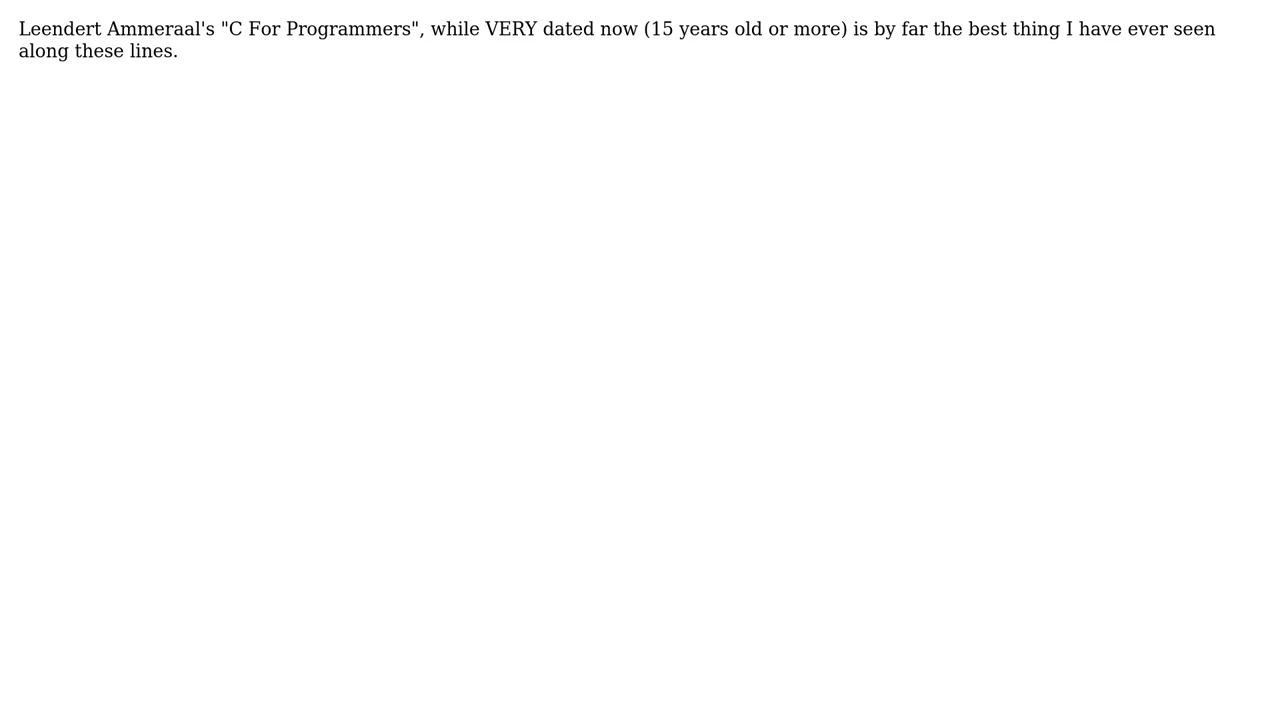 Leendert Ammeraal's "C For Programmers", while VERY dated now (15 years old or more) is by far the best thing I have ever seen
along these lines.